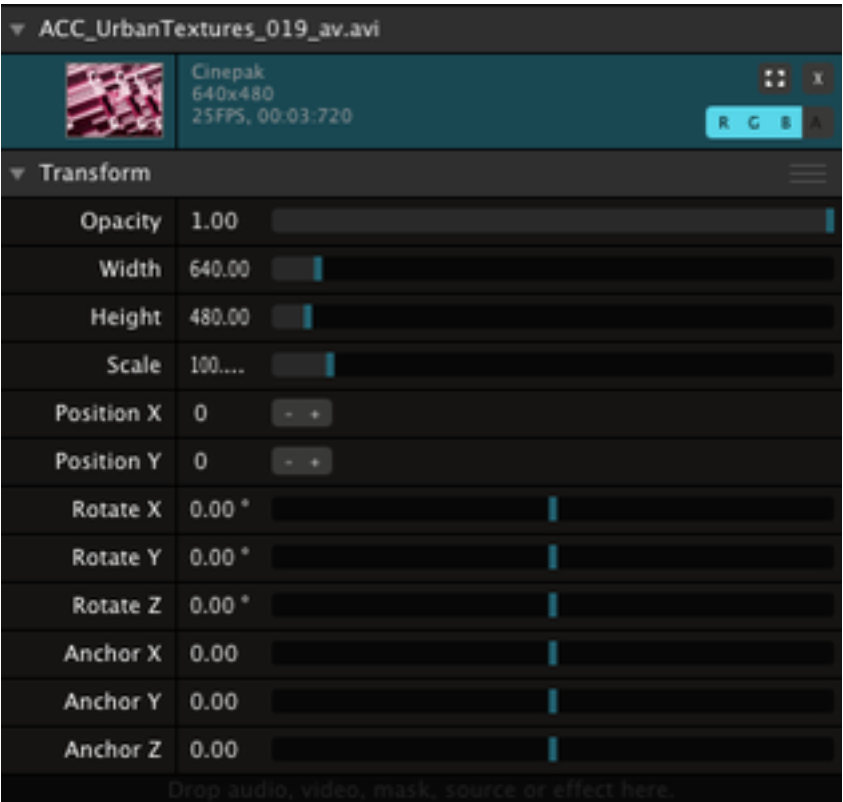 ACC_UrbanTextures_019_av.avi
Cinepak
640x480
25FPS, 00:03:720
X
R G B A
Transform
Opacity 1.00
Width 640.00
Height 480.00
Scale 100....
Position X 0 - +
Position Y 0 - +
Rotate X 0.00 °
Rotate Y 0.00 °
Rotate Z 0.00 °
Anchor X 0.00
Anchor Y 0.00
Anchor Z 0.00
Drop audio, video, mask, source or effect here.